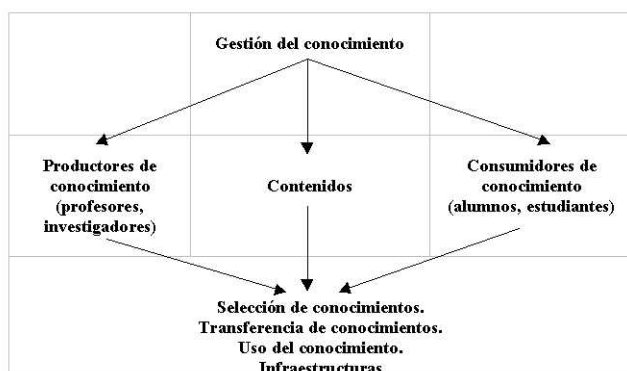 Gestión del conocimiento
Productores de
conocimiento
(profesores,
investigadores)
Contenidos
Consumidores de
conocimiento
(alumnos, estudiantes)
Selección de conocimientos.
Transferencia de conocimientos.
Uso del conocimiento.
Infraestructuras